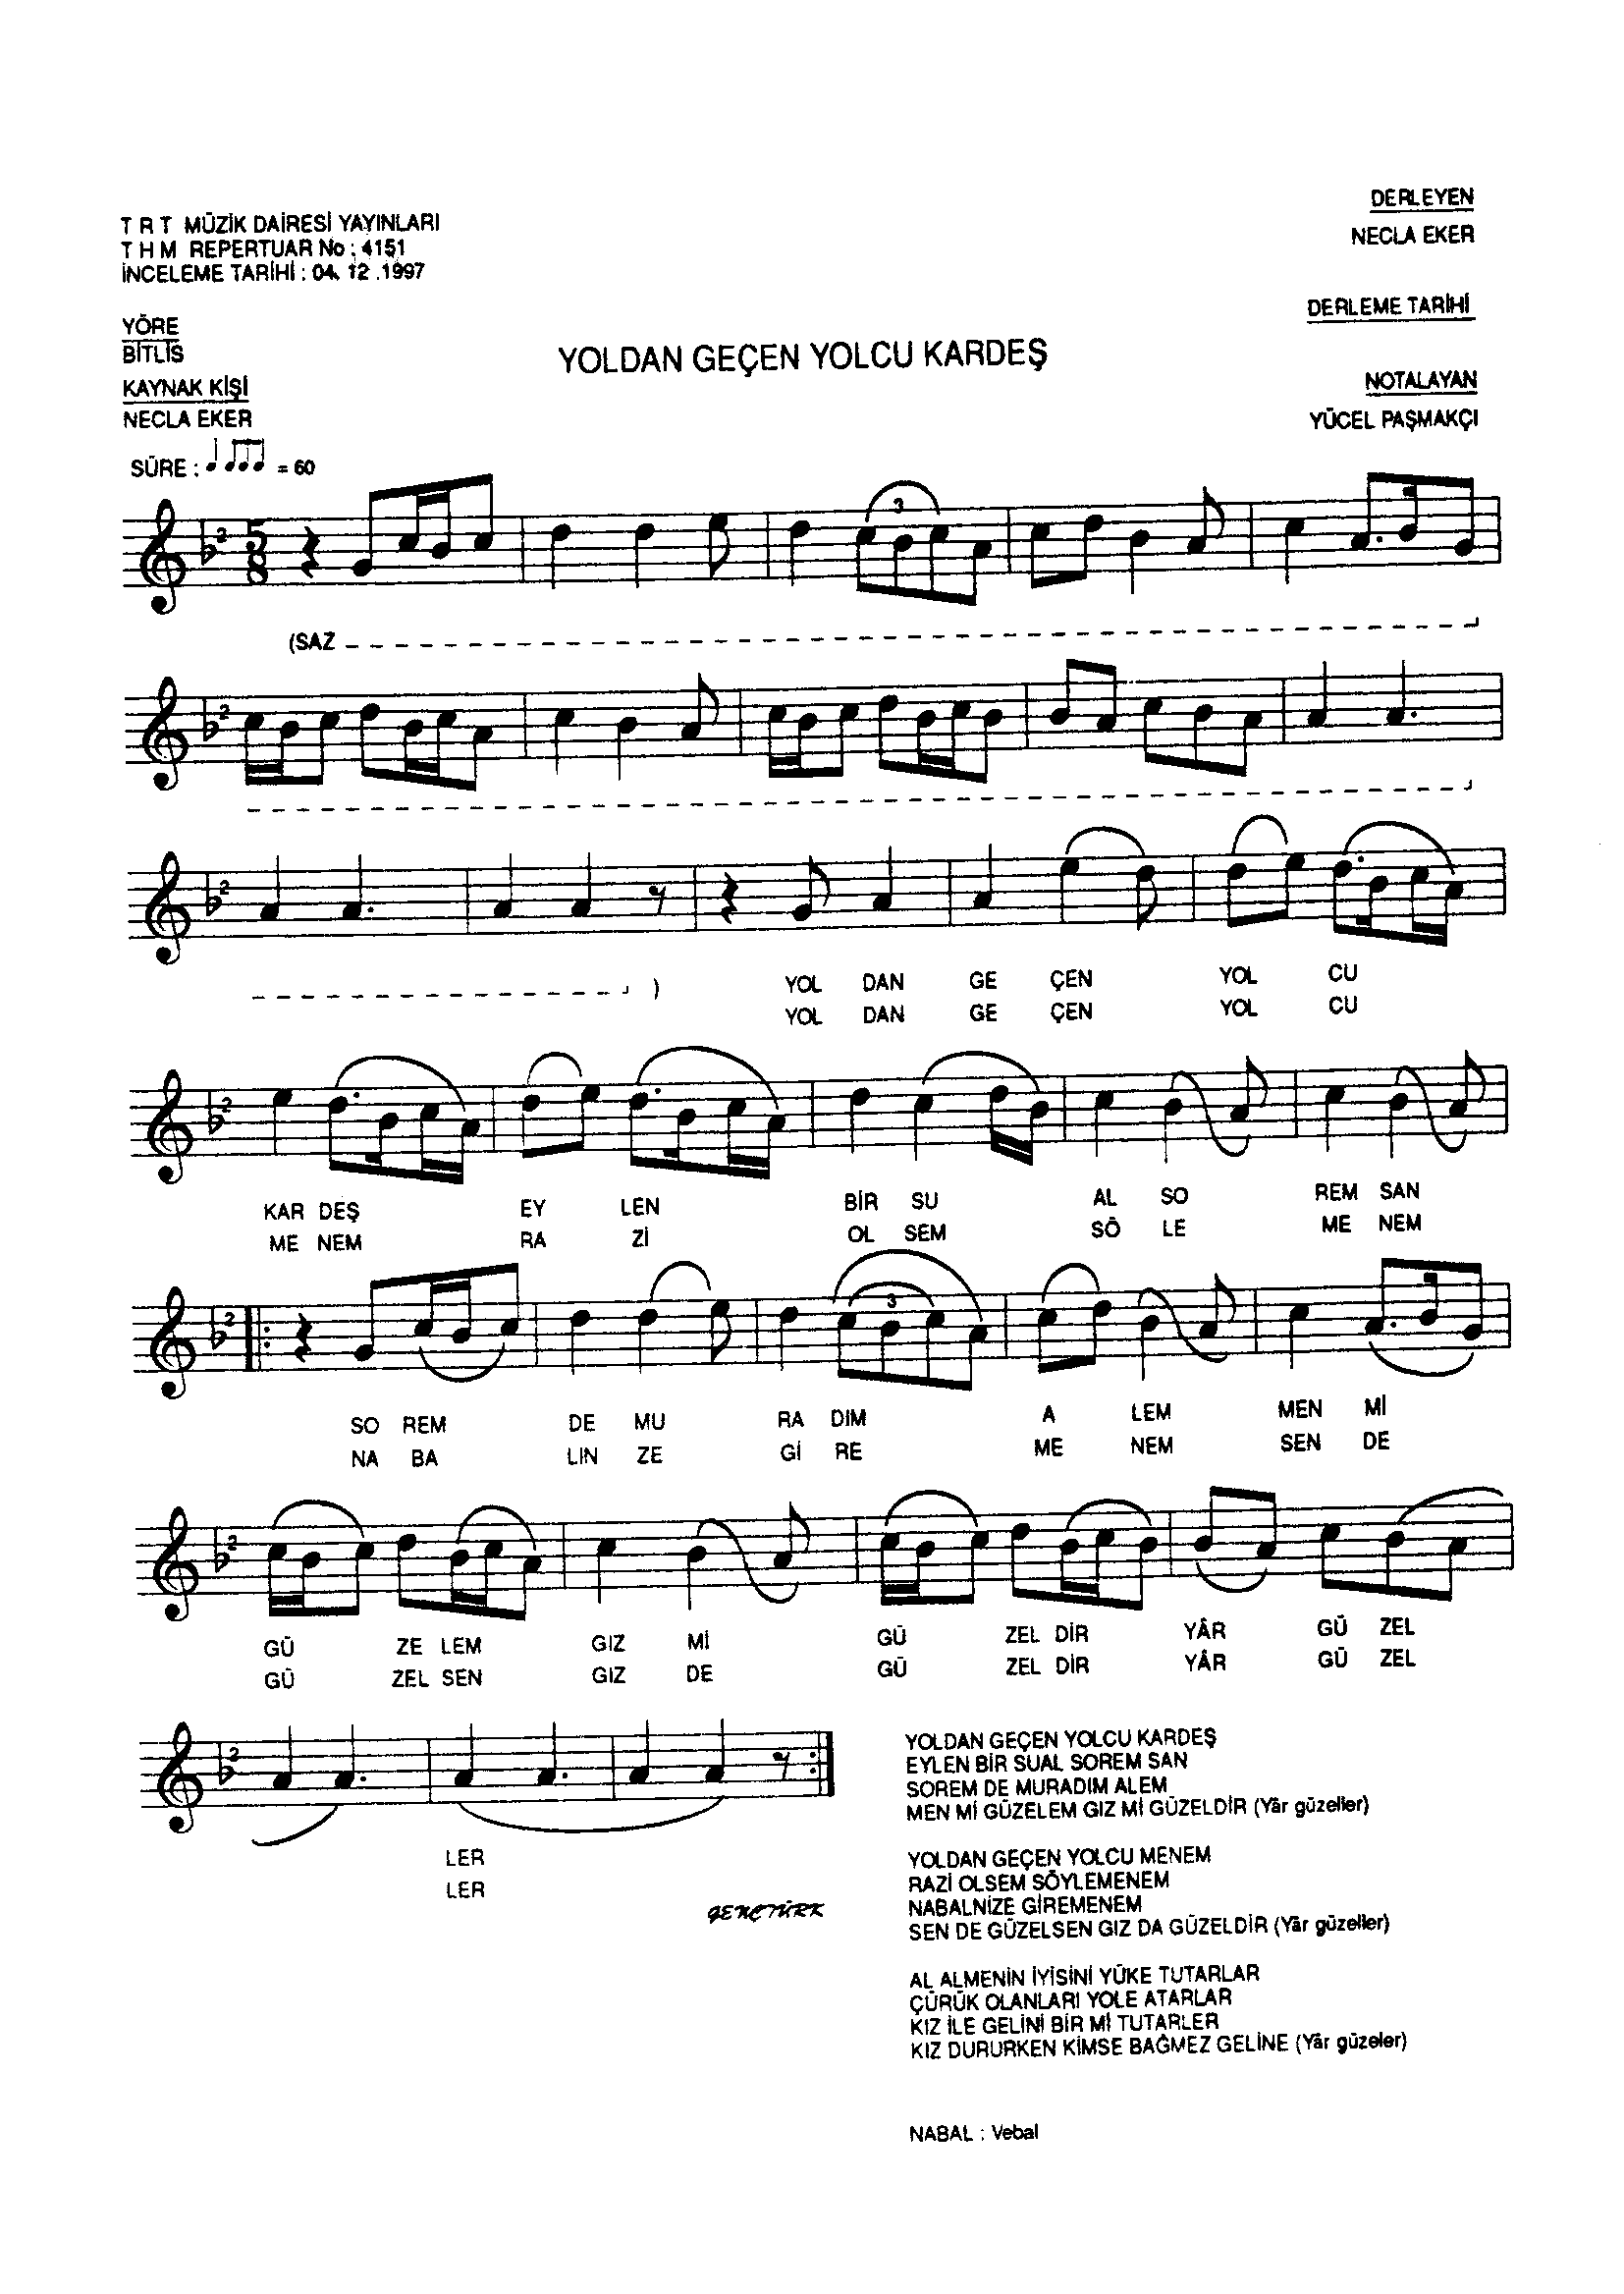 T R T MÜZİK DAİRESİ YAYINLARI
T H M REPERTUAR No : 4151
İNCELEME TARİHİ : 04. 12 .1997
DERLEYEN
NECLA EKER
YÖRE
BİTLİS
DERLEME TARİHİ
YOLDAN GEÇEN YOLCU KARDEŞ
KAYNAK KİŞİ
NECLA EKER
NOTALAYAN
YÜCEL PAŞMAKÇI
SÜRE : = 60
(SAZ
)
YOL DAN GE ÇEN YOL CU
YOL DAN GE ÇEN YOL CU
KAR DEŞ EY LEN BİR SU AL SO REM SAN
ME NEM RA Zİ OL SEM SÖ LE ME NEM
SO REM DE MU RA DIM A LEM MEN Mİ
NA BA LIN ZE Gİ RE ME NEM SEN DE
GÜ ZE LEM GIZ Mİ GÜ ZEL DİR YÂR GÜ ZEL
GÜ ZEL SEN GIZ DE GÜ ZEL DİR YÂR GÜ ZEL
LER
LER
GENÇTÜRK
YOLDAN GEÇEN YOLCU KARDEŞ
EYLEN BİR SUAL SOREM SAN
SOREM DE MURADIM ALEM
MEN Mİ GÜZELEM GIZ Mİ GÜZELDİR (Yâr güzeller)
YOLDAN GEÇEN YOLCU MENEM
RAZİ OLSEM SÖYLEMENEM
NABALNİZE GİREMENEM
SEN DE GÜZELSEN GIZ DA GÜZELDİR (Yâr güzeller)
AL ALMENİN İYİSİNİ YÜKE TUTARLAR
ÇÜRÜK OLANLARI YOLE ATARLAR
KIZ İLE GELİNİ BİR Mİ TUTARLER
KIZ DURURKEN KİMSE BAĞMEZ GELİNE (Yâr güzeler)
NABAL : Vebal